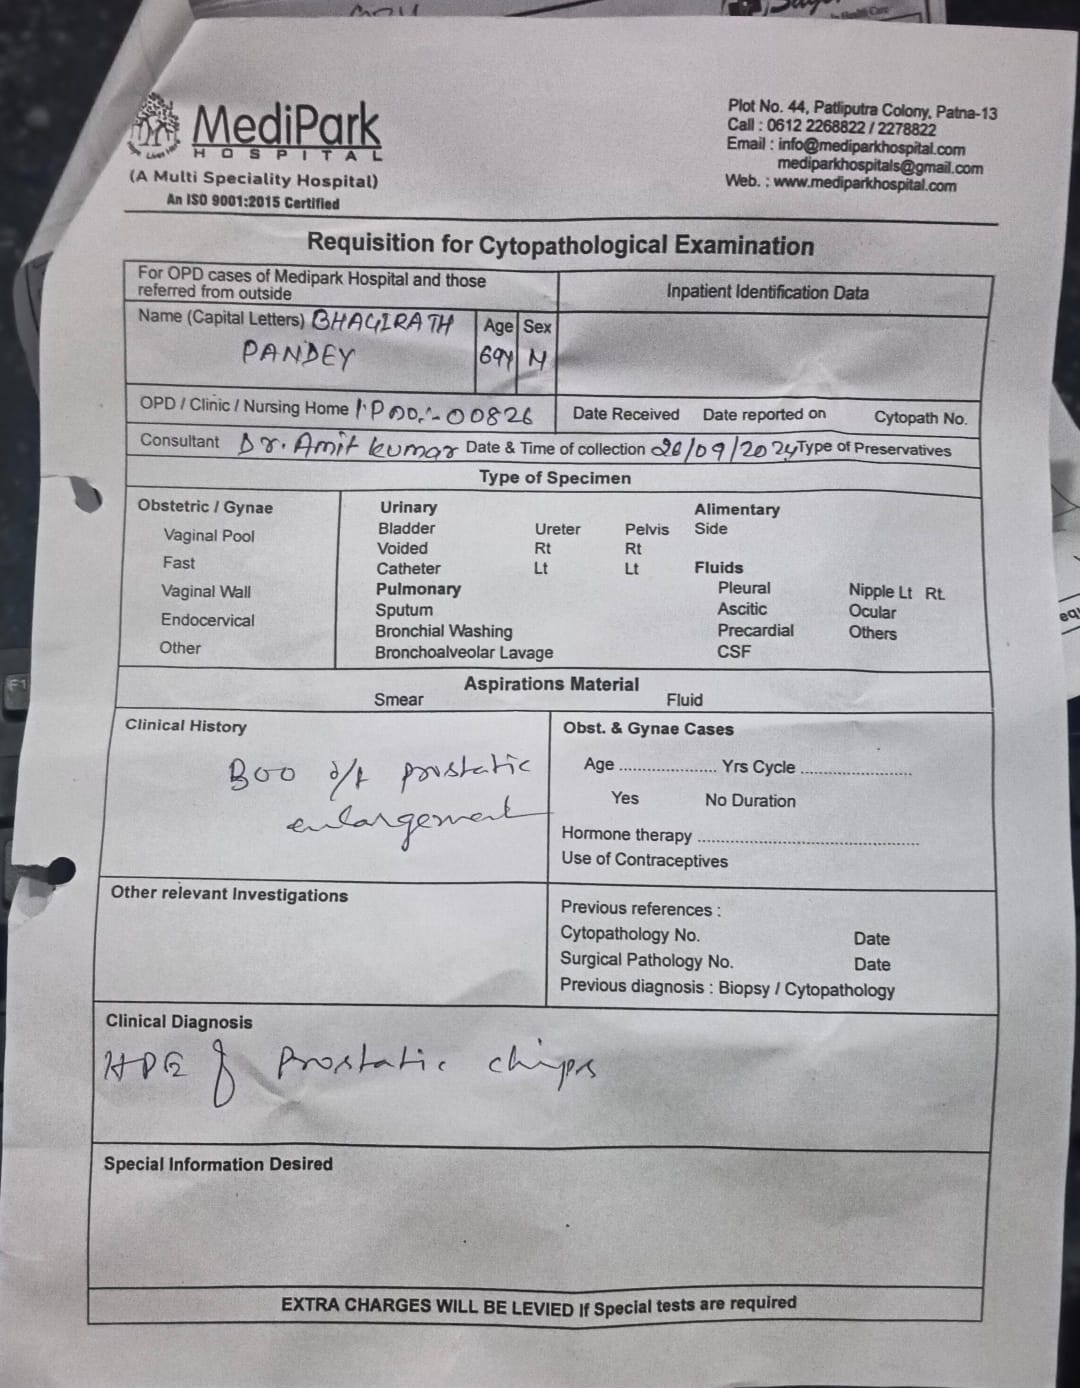 MediPark
HOSPITAL
(A Multi Speciality Hospital)
An ISO 9001:2015 Certified
Plot No. 44, Patliputra Colony, Patna-13
Call : 0612 2268822 / 2278822
Email : info@mediparkhospital.com
mediparkhospitals@gmail.com
Web. : www.mediparkhospital.com
Requisition for Cytopathological Examination
For OPD cases of Medipark Hospital and those
referred from outside
Inpatient Identification Data
Name (Capital Letters) BHAGIRATH
PANDEY
Age Sex
69Y M
OPD / Clinic / Nursing Home 00826
Date Received Date reported on Cytopath No.
Consultant Dr. Amit kumar Date & Time of collection 26/09/2024 Type of Preservatives
Type of Specimen
Obstetric / Gynae
Vaginal Pool
Fast
Vaginal Wall
Endocervical
Other
Urinary
Bladder Ureter Pelvis
Voided Rt Rt
Catheter Lt Lt
Pulmonary
Sputum
Bronchial Washing
Bronchoalveolar Lavage
Alimentary
Side
Fluids
Pleural Nipple Lt Rt.
Ascitic Ocular
Precardial Others
CSF
Aspirations Material
Smear Fluid
Clinical History
BOO prostatic
enlargement
Obst. & Gynae Cases
Age .................... Yrs Cycle ......................
Yes No Duration
Hormone therapy ............................................
Use of Contraceptives
Other relevant Investigations
Previous references :
Cytopathology No. Date
Surgical Pathology No. Date
Previous diagnosis : Biopsy / Cytopathology
Clinical Diagnosis
HPE of Prostatic chips
Special Information Desired
EXTRA CHARGES WILL BE LEVIED If Special tests are required
F1